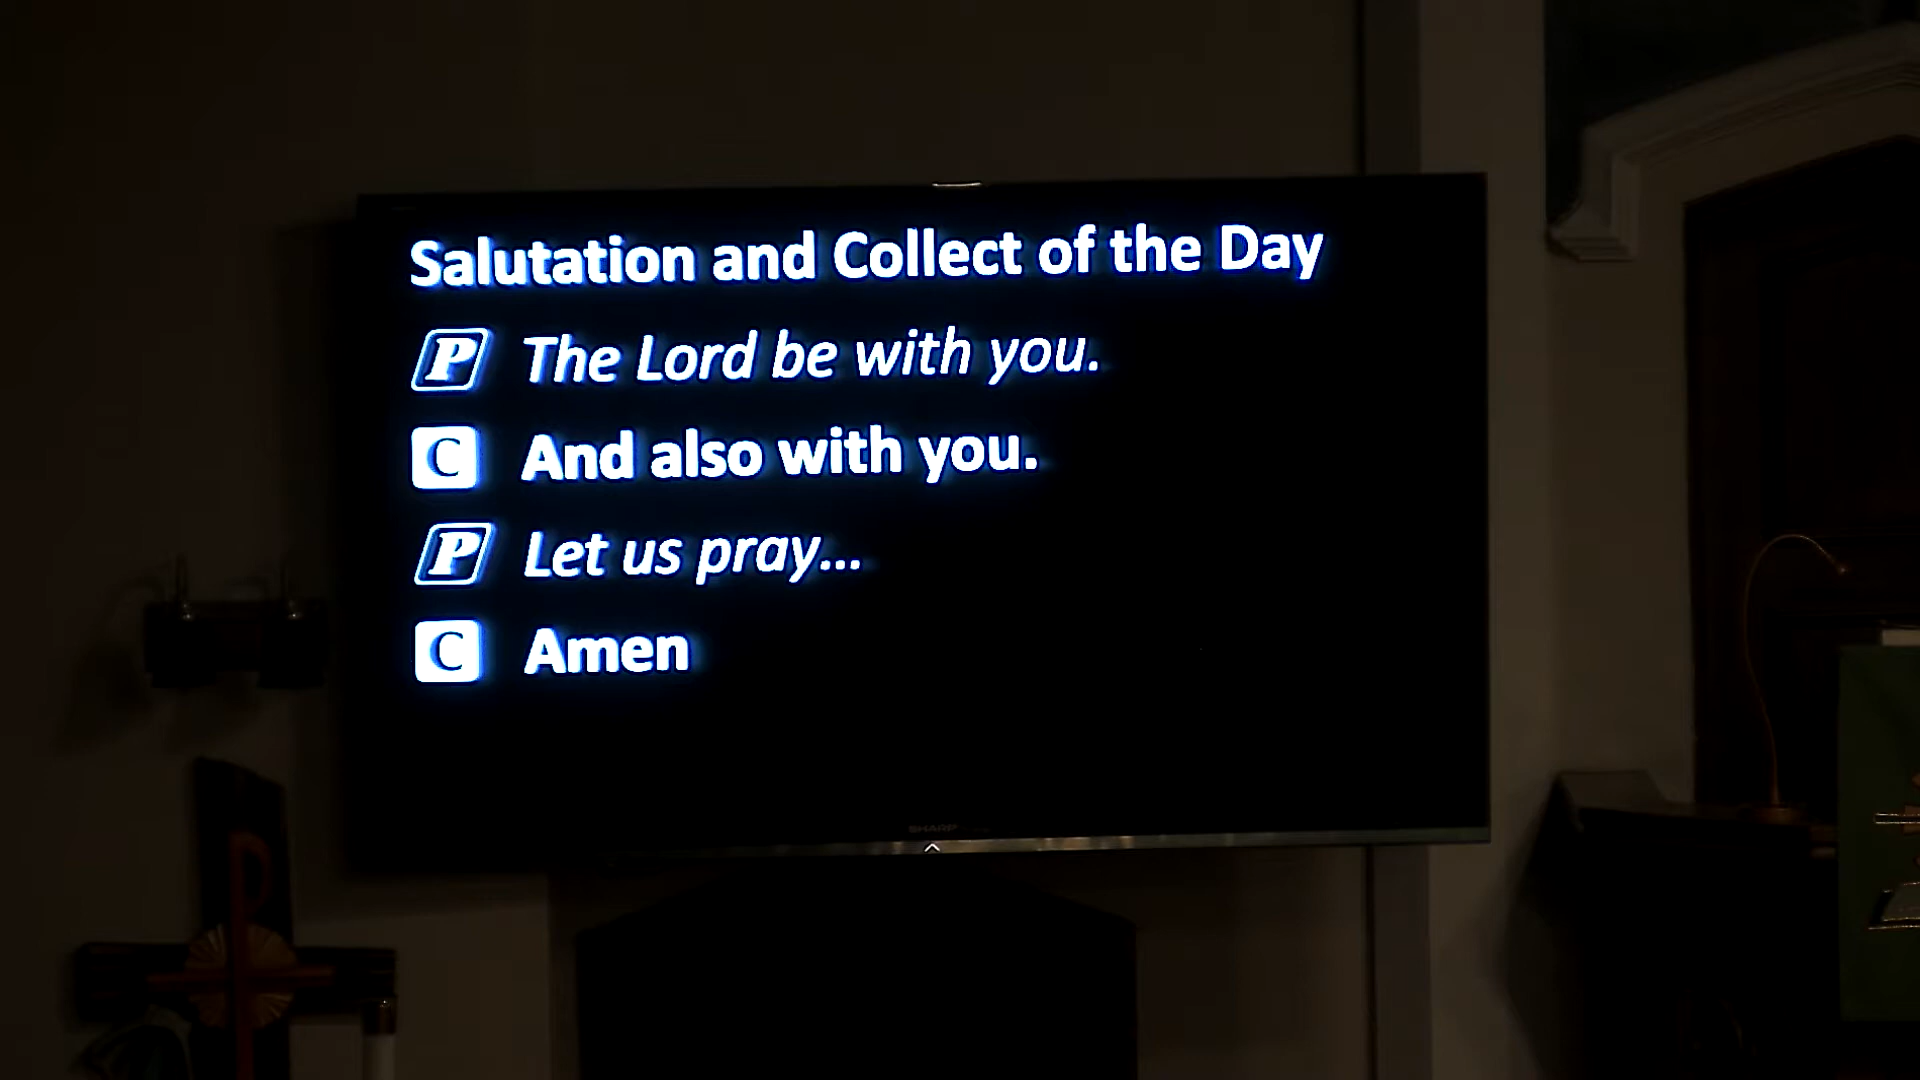 Salutation and Collect of the Day
P The Lord be with you.
C And also with you.
P Let us pray...
C Amen
SHARP